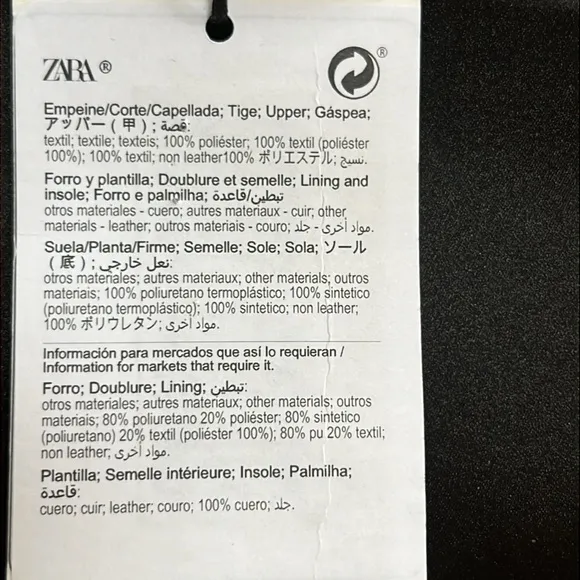 ZARA ®
®
Empeine/Corte/Capellada; Tige; Upper; Gáspea;
アッパー ( 甲 ) ; قصة:
textil; textile; texteis; 100% poliéster; 100% textil (poliéster
100%); 100% textil; non leather100% ポリエステル; نسيج.
Forro y plantilla; Doublure et semelle; Lining and
insole; Forro e palmilha; تبطين/قاعدة
otros materiales - cuero; autres materiaux - cuir; other
materials - leather; outros materiais - couro; مواد أخرى - جلد.
Suela/Planta/Firme; Semelle; Sole; Sola; ソール
( 底 ) ; نعل خارجي:
otros materiales; autres materiaux; other materials; outros
materiais; 100% poliuretano termoplástico; 100% sintetico
(poliuretano termoplástico); 100% sintetico; non leather;
100% ポリウレタン; مواد أخرى.
Información para mercados que así lo requieran /
Information for markets that require it.
Forro; Doublure; Lining; تبطين:
otros materiales; autres materiaux; other materials; outros
materiais; 80% poliuretano 20% poliéster; 80% sintetico
(poliuretano) 20% textil (poliéster 100%); 80% pu 20% textil;
non leather; مواد أخرى.
Plantilla; Semelle intérieure; Insole; Palmilha;
قاعدة:
cuero; cuir; leather; couro; 100% cuero; جلد.